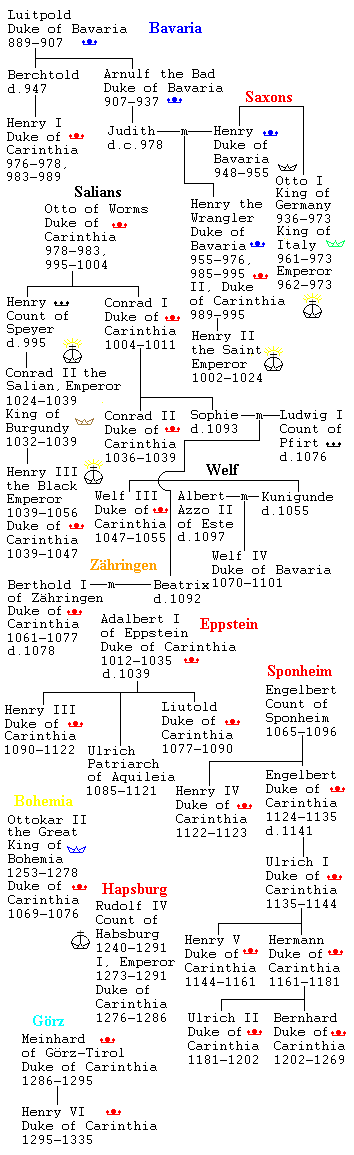 Luitpold
Duke of Bavaria
889-907
Bavaria
Berchtold
d.947
Arnulf the Bad
Duke of Bavaria
907-937
Saxons
Henry I
Duke of
Carinthia
976-978,
983-989
Judith
m
d.c.978
Henry
Duke of
Bavaria
948-955
Otto I
King of
Germany
936-973
King of
Italy
961-973
Emperor
962-973
Salians
Otto of Worms
Duke of
Carinthia
978-983,
995-1004
Henry the
Wrangler
Duke of
Bavaria
955-976,
985-995
II, Duke
of Carinthia
989-995
Henry
Count of
Speyer
d.995
Conrad I
Duke of
Carinthia
1004-1011
Henry II
the Saint
Emperor
1002-1024
Conrad II the
Salian, Emperor
1024-1039
King of
Burgundy
1032-1039
Conrad II
Duke of
Carinthia
1036-1039
Sophie
m
d.1093
Ludwig I
Count of
Pfirt
d.1076
Henry III
the Black
Emperor
1039-1056
Duke of
Carinthia
1039-1047
Welf
Welf III
Duke of
Carinthia
1047-1055
Albert
m
Azzo II
of Este
d.1097
Kunigunde
d.1055
Welf IV
Duke of Bavaria
1070-1101
Zähringen
Berthold I
m
of Zähringen
Duke of
Carinthia
1061-1077
d.1078
Beatrix
d.1092
Adalbert I
of Eppstein
Duke of Carinthia
1012-1035
d.1039
Eppstein
Sponheim
Engelbert
Count of
Sponheim
1065-1096
Henry III
Duke of
Carinthia
1090-1122
Ulrich
Patriarch
of Aquileia
1085-1121
Liutold
Duke of
Carinthia
1077-1090
Henry IV
Duke of
Carinthia
1122-1123
Engelbert
Duke of
Carinthia
1124-1135
d.1141
Bohemia
Ottokar II
the Great
King of
Bohemia
1253-1278
Duke of
Carinthia
1069-1076
Ulrich I
Duke of
Carinthia
1135-1144
Hapsburg
Rudolf IV
Count of
Habsburg
1240-1291
I, Emperor
1273-1291
Duke of
Carinthia
1276-1286
Henry V
Duke of
Carinthia
1144-1161
Hermann
Duke of
Carinthia
1161-1181
Ulrich II
Duke of
Carinthia
1181-1202
Bernhard
Duke of
Carinthia
1202-1269
Görz
Meinhard
of Görz-Tirol
Duke of Carinthia
1286-1295
Henry VI
Duke of Carinthia
1295-1335